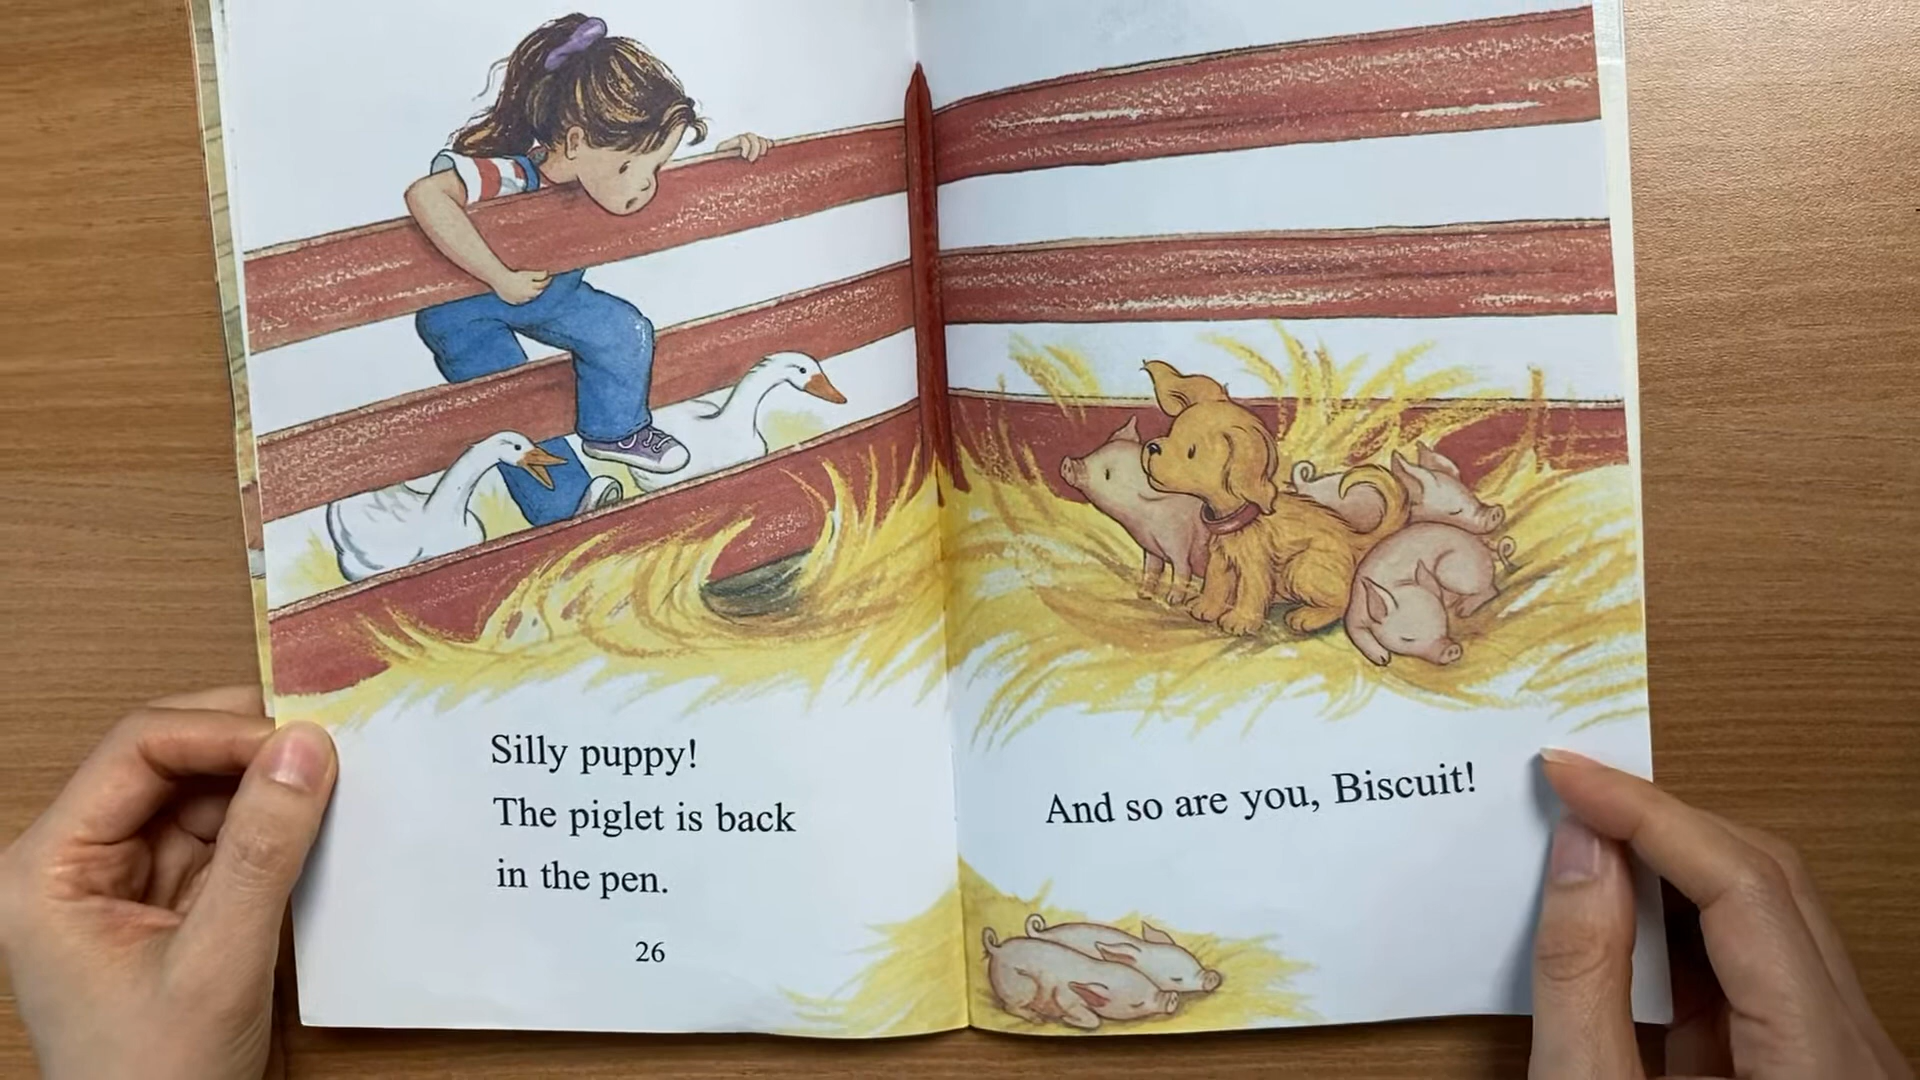 Silly puppy!
The piglet is back
in the pen.
26
And so are you, Biscuit!